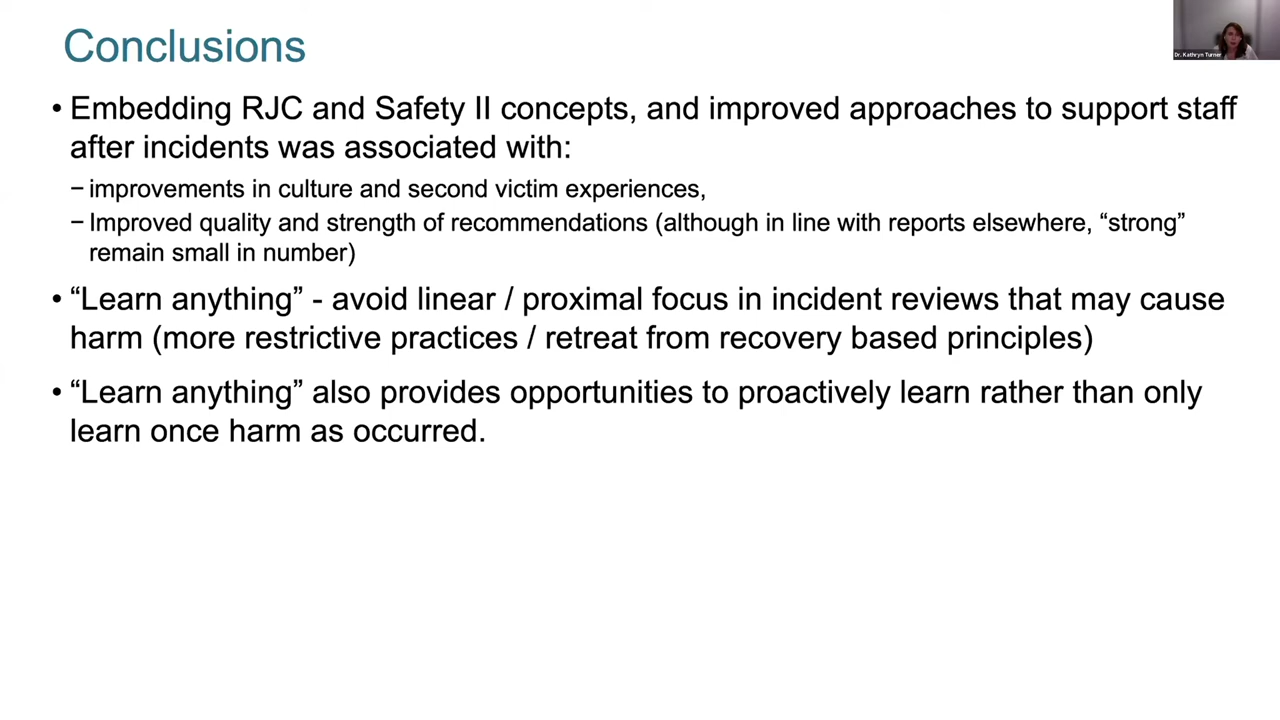 Conclusions
Dr. Kathryn Turner
• Embedding RJC and Safety II concepts, and improved approaches to support staff
after incidents was associated with:
− improvements in culture and second victim experiences,
− Improved quality and strength of recommendations (although in line with reports elsewhere, “strong”
remain small in number)
• “Learn anything” - avoid linear / proximal focus in incident reviews that may cause
harm (more restrictive practices / retreat from recovery based principles)
• “Learn anything” also provides opportunities to proactively learn rather than only
learn once harm as occurred.